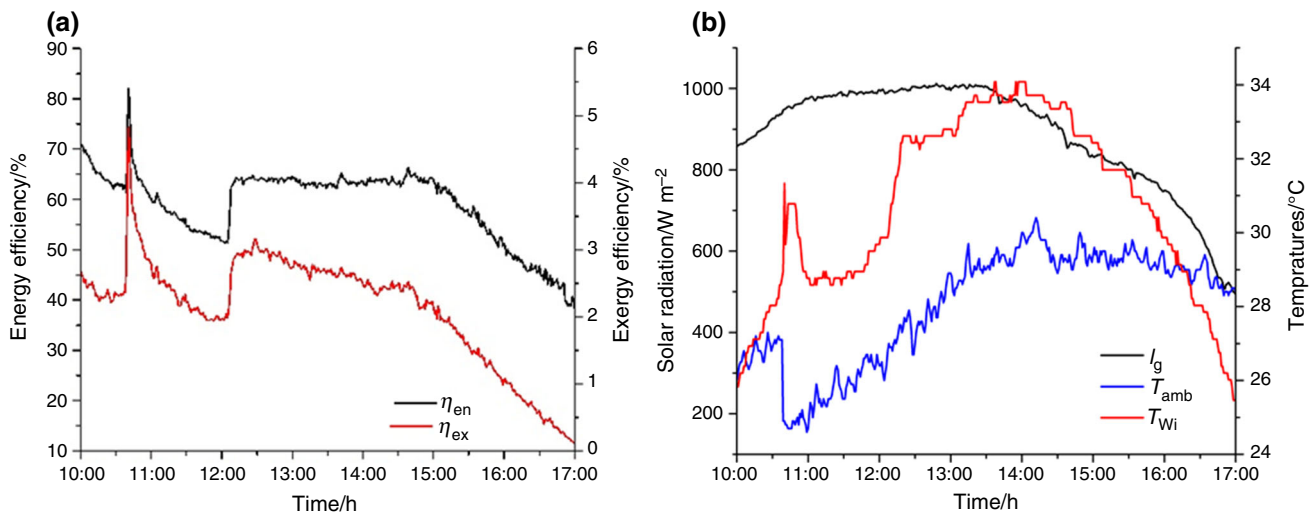 (a)
90
80
70
60
50
40
30
20
10
Energy efficiency/%
6
5
4
3
2
1
0
Exergy efficiency/%
ηen
ηex
10:00 11:00 12:00 13:00 14:00 15:00 16:00 17:00
Time/h
(b)
1000
800
600
400
200
Solar radiation/W m−2
34
32
30
28
26
24
Tempratures/°C
Ig
Tamb
TWi
10:00 11:00 12:00 13:00 14:00 15:00 16:00 17:00
Time/h